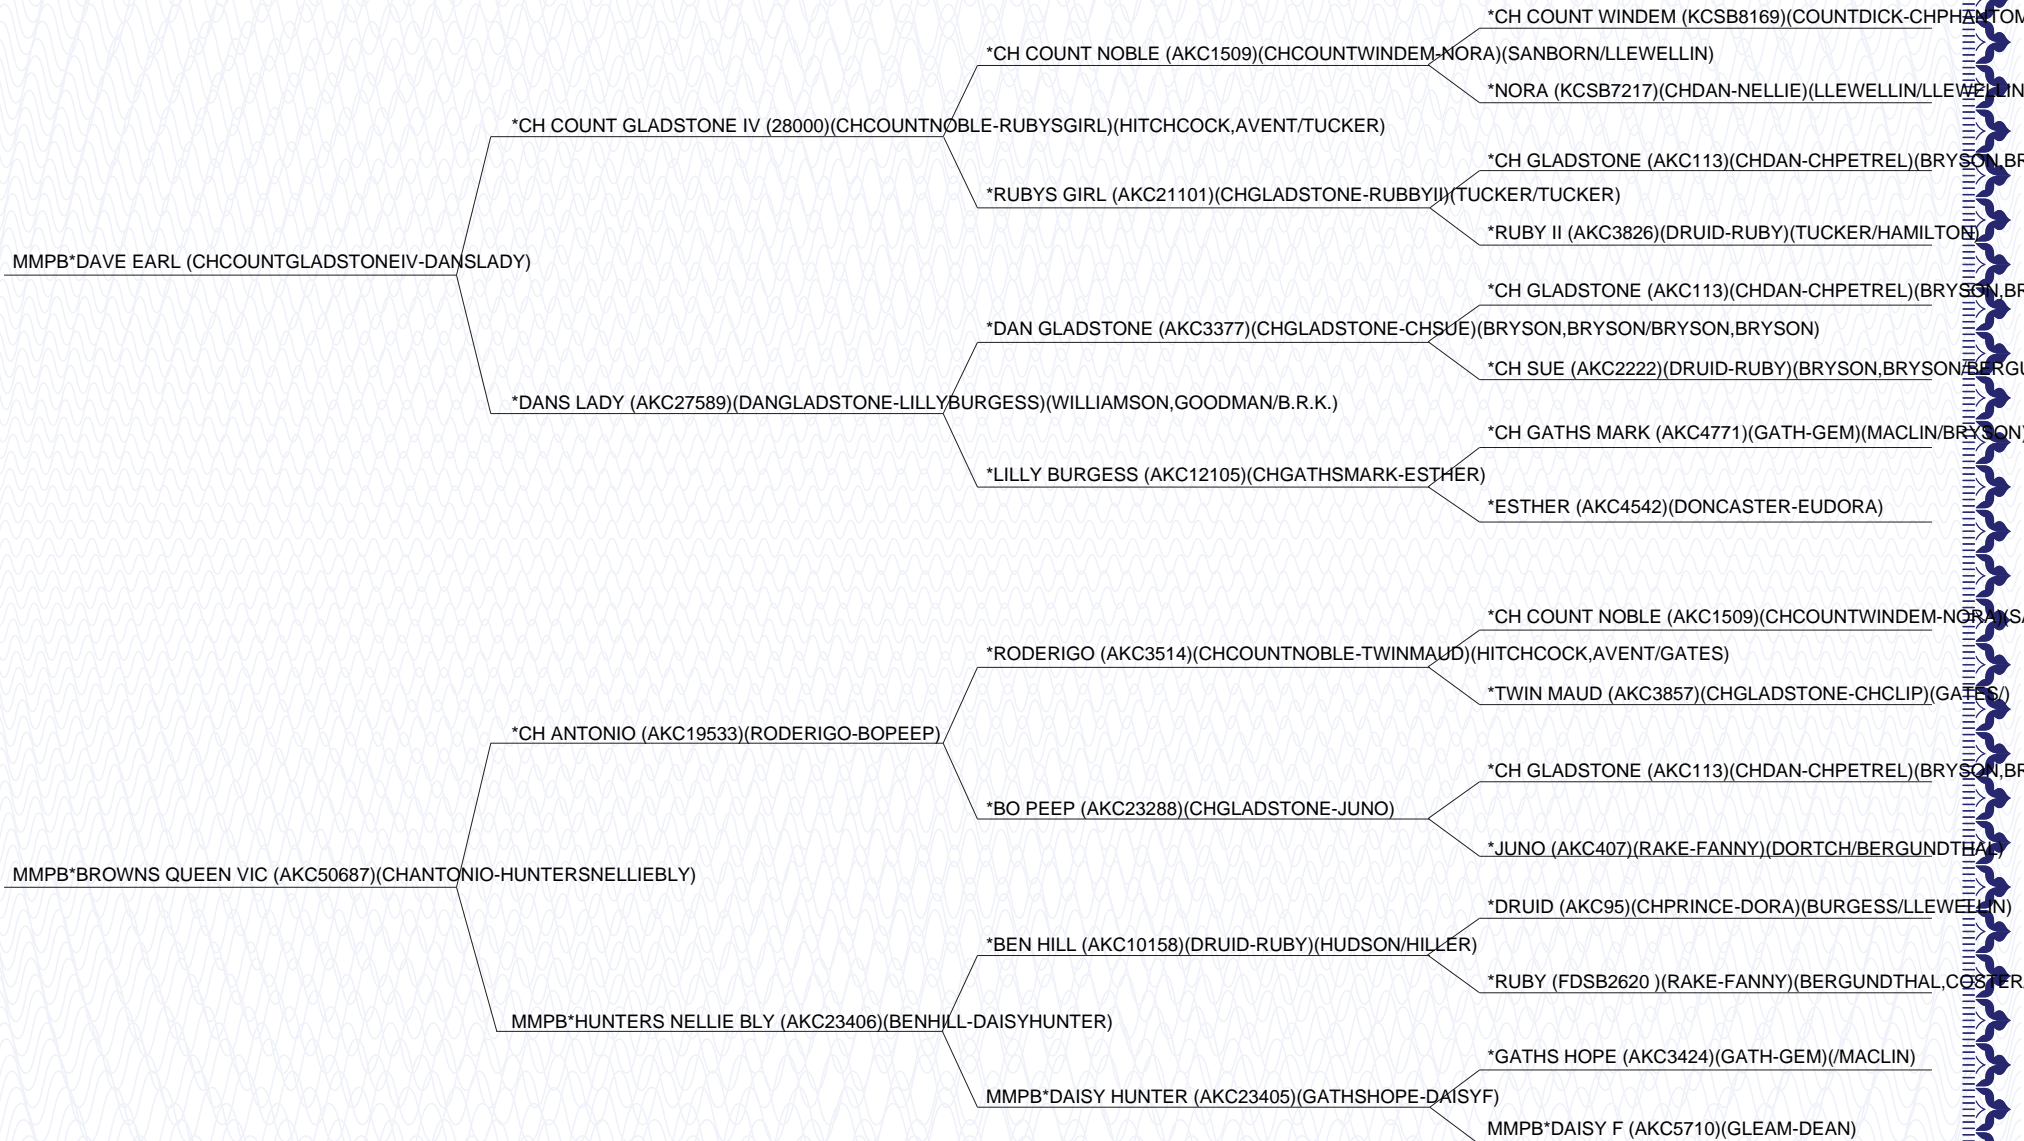 *CH COUNT WINDEM (KCSB8169)(COUNTDICK-CHPHANTOM
*CH COUNT NOBLE (AKC1509)(CHCOUNTWINDEM-NORA)(SANBORN/LLEWELLIN)
*NORA (KCSB7217)(CHDAN-NELLIE)(LLEWELLIN/LLEWELLIN
*CH COUNT GLADSTONE IV (28000)(CHCOUNTNOBLE-RUBYSGIRL)(HITCHCOCK,AVENT/TUCKER)
*CH GLADSTONE (AKC113)(CHDAN-CHPETREL)(BRYSON,BR
*RUBYS GIRL (AKC21101)(CHGLADSTONE-RUBBYII)(TUCKER/TUCKER)
*RUBY II (AKC3826)(DRUID-RUBY)(TUCKER/HAMILTON)
MMPB*DAVE EARL (CHCOUNTGLADSTONEIV-DANSLADY)
*CH GLADSTONE (AKC113)(CHDAN-CHPETREL)(BRYSON,BR
*DAN GLADSTONE (AKC3377)(CHGLADSTONE-CHSUE)(BRYSON,BRYSON/BRYSON,BRYSON)
*CH SUE (AKC2222)(DRUID-RUBY)(BRYSON,BRYSON/BERGU
*DANS LADY (AKC27589)(DANGLADSTONE-LILLYBURGESS)(WILLIAMSON,GOODMAN/B.R.K.)
*CH GATHS MARK (AKC4771)(GATH-GEM)(MACLIN/BRYSON)
*LILLY BURGESS (AKC12105)(CHGATHSMARK-ESTHER)
*ESTHER (AKC4542)(DONCASTER-EUDORA)
*CH COUNT NOBLE (AKC1509)(CHCOUNTWINDEM-NORA)(SA
*RODERIGO (AKC3514)(CHCOUNTNOBLE-TWINMAUD)(HITCHCOCK,AVENT/GATES)
*TWIN MAUD (AKC3857)(CHGLADSTONE-CHCLIP)(GATES/)
*CH ANTONIO (AKC19533)(RODERIGO-BOPEEP)
*CH GLADSTONE (AKC113)(CHDAN-CHPETREL)(BRYSON,BR
*BO PEEP (AKC23288)(CHGLADSTONE-JUNO)
*JUNO (AKC407)(RAKE-FANNY)(DORTCH/BERGUNDTHAL)
MMPB*BROWNS QUEEN VIC (AKC50687)(CHANTONIO-HUNTERSNELLIEBLY)
*DRUID (AKC95)(CHPRINCE-DORA)(BURGESS/LLEWELLIN)
*BEN HILL (AKC10158)(DRUID-RUBY)(HUDSON/HILLER)
*RUBY (FDSB2620 )(RAKE-FANNY)(BERGUNDTHAL,COSTER
MMPB*HUNTERS NELLIE BLY (AKC23406)(BENHILL-DAISYHUNTER)
*GATHS HOPE (AKC3424)(GATH-GEM)(/MACLIN)
MMPB*DAISY HUNTER (AKC23405)(GATHSHOPE-DAISYF)
MMPB*DAISY F (AKC5710)(GLEAM-DEAN)